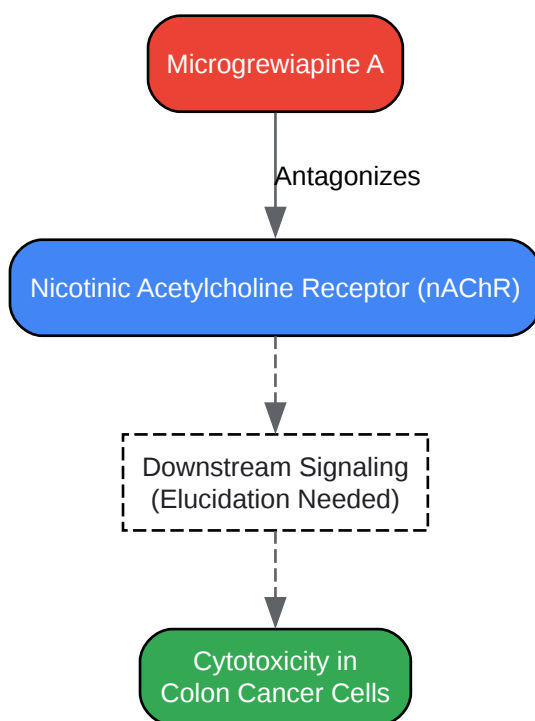 Microgrewiapine A
Antagonizes
Nicotinic Acetylcholine Receptor (nAChR)
Downstream Signaling
(Elucidation Needed)
Cytotoxicity in
Colon Cancer Cells